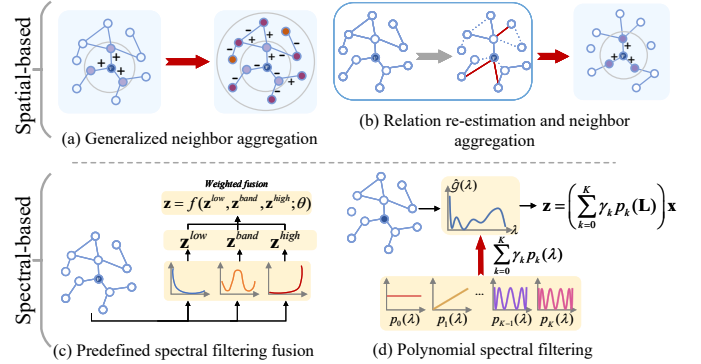 Spatial-based
(a) Generalized neighbor aggregation
(b) Relation re-estimation and neighbor
aggregation
Spectral-based
Weighted fusion
z = f(z^{low}, z^{band}, z^{high}; θ)
z^{low} z^{band} z^{high}
(c) Predefined spectral filtering fusion
ĝ(λ)
λ
z = (∑_{k=0}^{K} γ_k p_k(L)) x
∑_{k=0}^{K} γ_k p_k(λ)
...
p_0(λ) p_1(λ) p_{K-1}(λ) p_K(λ)
(d) Polynomial spectral filtering